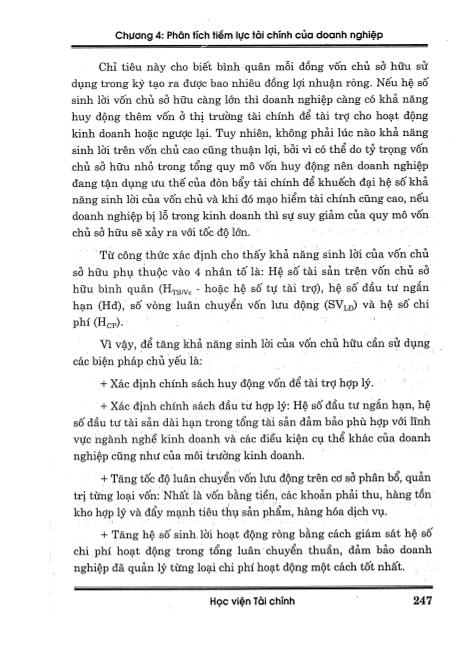 Chương 4: Phân tích tiềm lực tài chính của doanh nghiệp
Chỉ tiêu này cho biết bình quân mỗi đồng vốn chủ sở hữu sử
dụng trong kỳ tạo ra được bao nhiêu đồng lợi nhuận ròng. Nếu hệ số
sinh lời vốn chủ sở hữu càng lớn thì doanh nghiệp càng có khả năng
huy động thêm vốn ở thị trường tài chính để tài trợ cho hoạt động
kinh doanh hoặc ngược lại. Tuy nhiên, không phải lúc nào khả năng
sinh lời trên vốn chủ cao cũng thuận lợi, bởi vì có thể do tỷ trọng vốn
chủ sở hữu nhỏ trong tổng quy mô vốn huy động nên doanh nghiệp
đang tận dụng ưu thế của đòn bẩy tài chính để khuếch đại hệ số khả
năng sinh lời của vốn chủ và khi đó mạo hiểm tài chính cũng cao, nếu
doanh nghiệp bị lỗ trong kinh doanh thì sự suy giảm của quy mô vốn
chủ sở hữu sẽ xảy ra với tốc độ lớn.
Từ công thức xác định cho thấy khả năng sinh lời của vốn chủ
sở hữu phụ thuộc vào 4 nhân tố là: Hệ số tài sản trên vốn chủ sở
hữu bình quân (HTS/Vc - hoặc hệ số tự tài trợ), hệ số đầu tư ngắn
hạn (Hđ), số vòng luân chuyển vốn lưu động (SVLĐ) và hệ số chi
phí (HCP).
Vì vậy, để tăng khả năng sinh lời của vốn chủ hữu cần sử dụng
các biện pháp chủ yếu là:
+ Xác định chính sách huy động vốn để tài trợ hợp lý.
+ Xác định chính sách đầu tư hợp lý: Hệ số đầu tư ngắn hạn, hệ
số đầu tư tài sản dài hạn trong tổng tài sản đảm bảo phù hợp với lĩnh
vực ngành nghề kinh doanh và các điều kiện cụ thể khác của doanh
nghiệp cũng như của môi trường kinh doanh.
+ Tăng tốc độ luân chuyển vốn lưu động trên cơ sở phân bổ, quản
trị từng loại vốn: Nhất là vốn bằng tiền, các khoản phải thu, hàng tồn
kho hợp lý và đẩy mạnh tiêu thụ sản phẩm, hàng hóa dịch vụ.
+ Tăng hệ số sinh lời hoạt động ròng bằng cách giám sát hệ số
chi phí hoạt động trong tổng luân chuyển thuần, đảm bảo doanh
nghiệp đã quản lý từng loại chi phí hoạt động một cách tốt nhất.
Học viện Tài chính 247